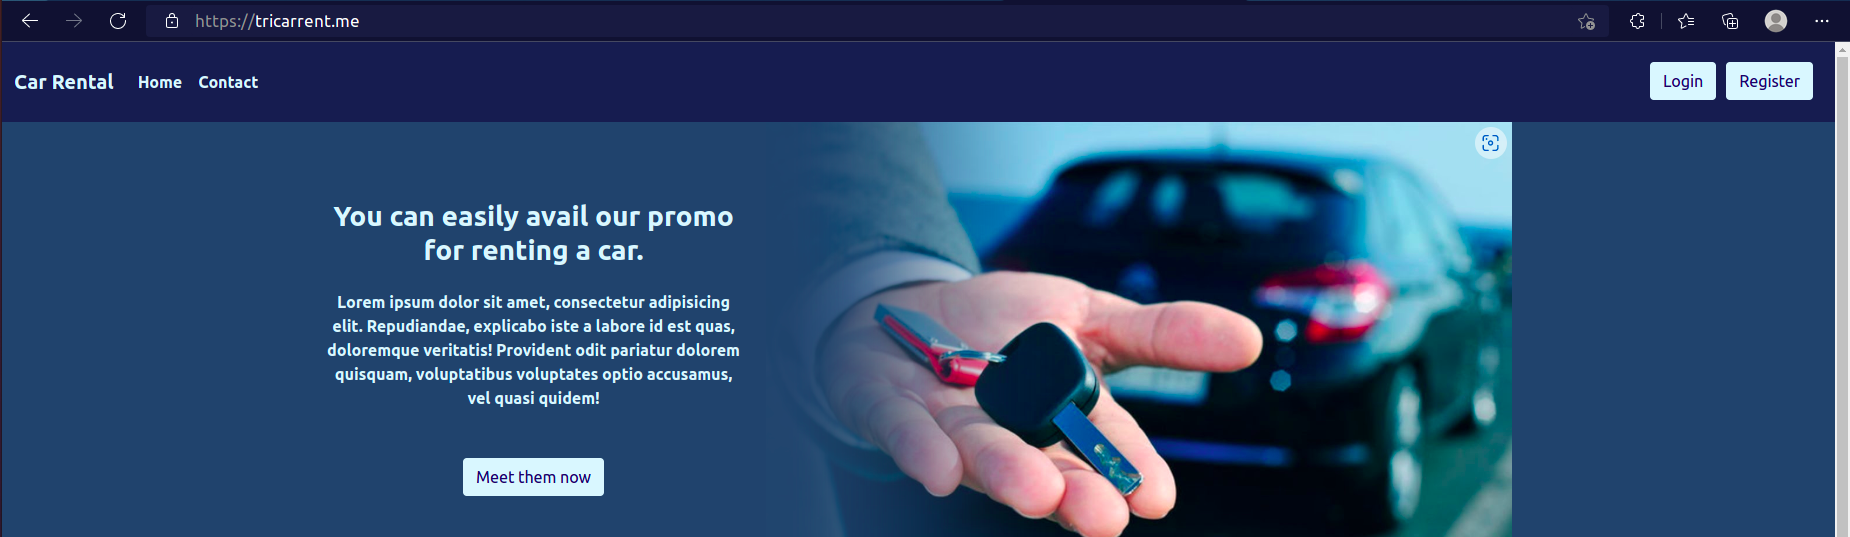 https://tricarrent.me
Car Rental Home Contact Login Register
You can easily avail our promo
for renting a car.
Lorem ipsum dolor sit amet, consectetur adipisicing
elit. Repudiandae, explicabo iste a labore id est quas,
doloremque veritatis! Provident odit pariatur dolorem
quisquam, voluptatibus voluptates optio accusamus,
vel quasi quidem!
Meet them now